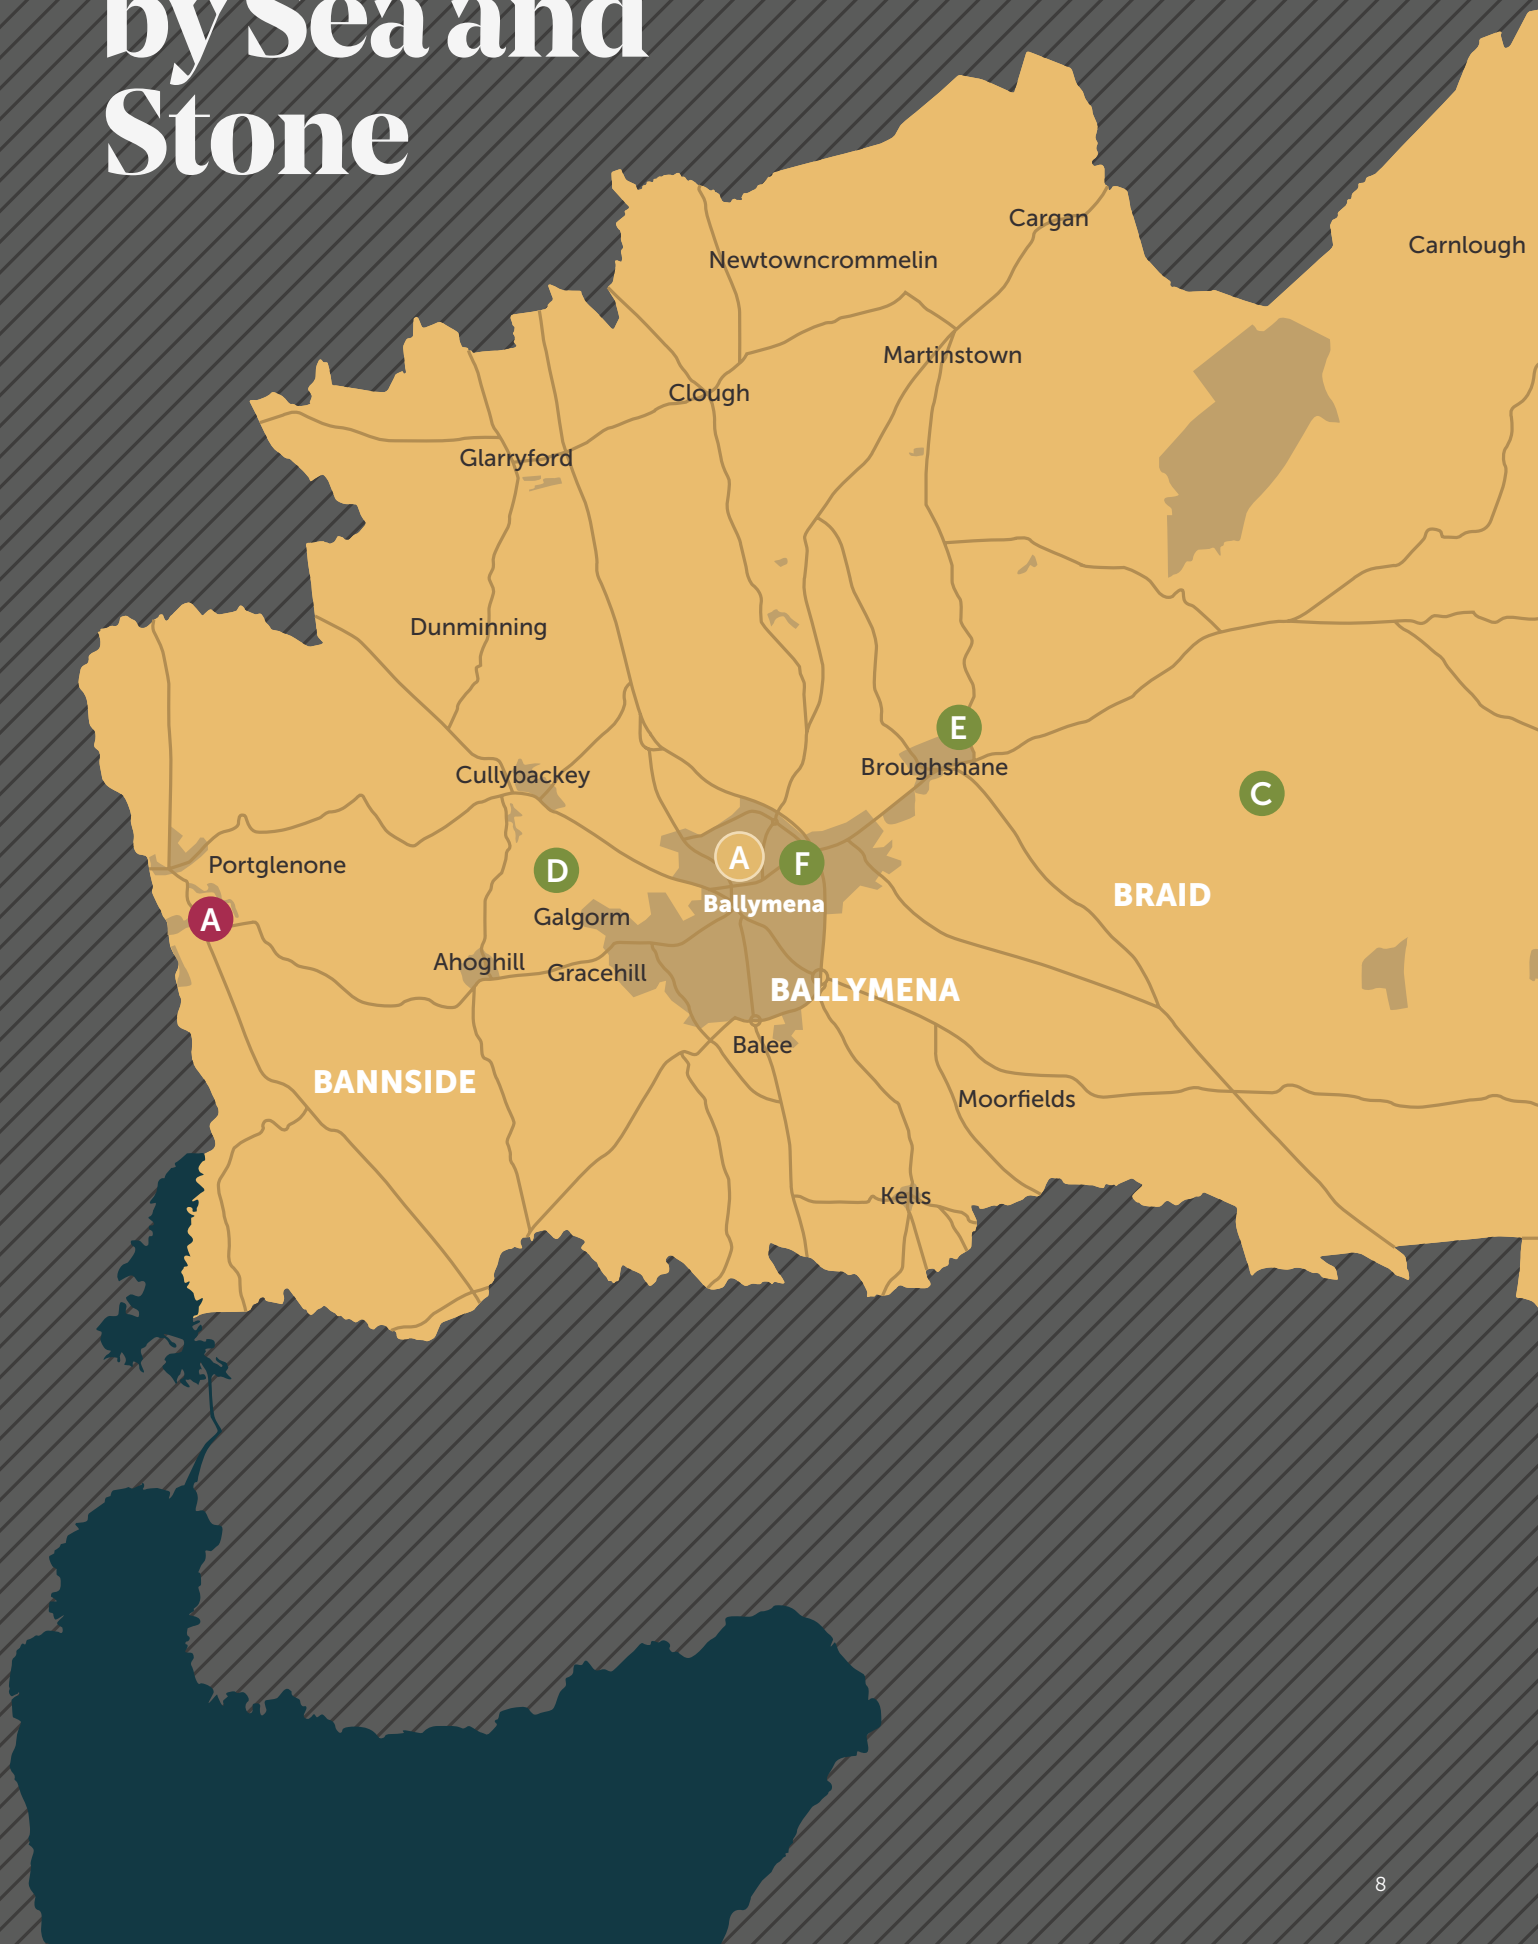 by Sea and
Stone
Cargan
Carnlough
Newtowncrommelin
Martinstown
Clough
Glarryford
Dunminning
E
Broughshane
Cullybackey
C
A
F
Portglenone
D
BRAID
Ballymena
A
Galgorm
Ahoghill
Gracehill
BALLYMENA
Balee
BANNSIDE
Moorfields
Kells
8